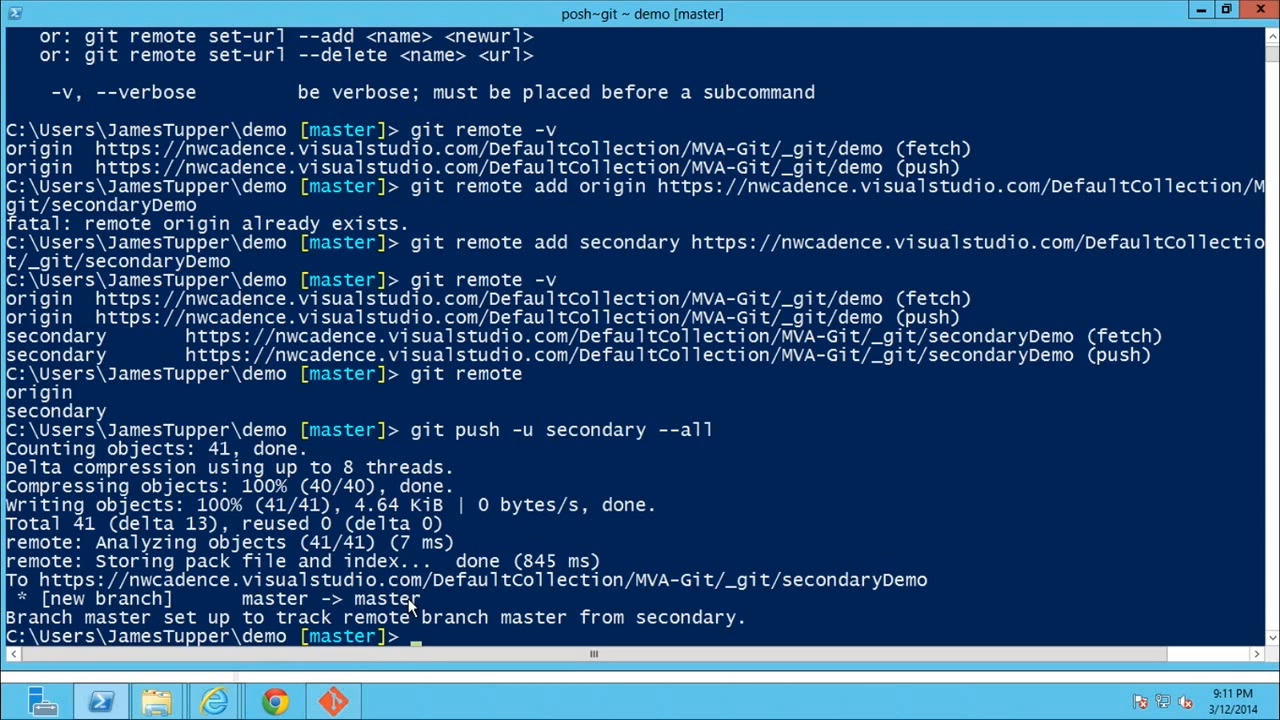 posh~git ~ demo [master]
or: git remote set-url --add <name> <newurl>
or: git remote set-url --delete <name> <url>
-v, --verbose be verbose; must be placed before a subcommand
C:\Users\JamesTupper\demo [master]> git remote -v
origin https://nwcadence.visualstudio.com/DefaultCollection/MVA-Git/_git/demo (fetch)
origin https://nwcadence.visualstudio.com/DefaultCollection/MVA-Git/_git/demo (push)
C:\Users\JamesTupper\demo [master]> git remote add origin https://nwcadence.visualstudio.com/DefaultCollection/M
git/secondaryDemo
fatal: remote origin already exists.
C:\Users\JamesTupper\demo [master]> git remote add secondary https://nwcadence.visualstudio.com/DefaultCollectio
t/_git/secondaryDemo
C:\Users\JamesTupper\demo [master]> git remote -v
origin https://nwcadence.visualstudio.com/DefaultCollection/MVA-Git/_git/demo (fetch)
origin https://nwcadence.visualstudio.com/DefaultCollection/MVA-Git/_git/demo (push)
secondary https://nwcadence.visualstudio.com/DefaultCollection/MVA-Git/_git/secondaryDemo (fetch)
secondary https://nwcadence.visualstudio.com/DefaultCollection/MVA-Git/_git/secondaryDemo (push)
C:\Users\JamesTupper\demo [master]> git remote
origin
secondary
C:\Users\JamesTupper\demo [master]> git push -u secondary --all
Counting objects: 41, done.
Delta compression using up to 8 threads.
Compressing objects: 100% (40/40), done.
Writing objects: 100% (41/41), 4.64 KiB | 0 bytes/s, done.
Total 41 (delta 13), reused 0 (delta 0)
remote: Analyzing objects (41/41) (7 ms)
remote: Storing pack file and index... done (845 ms)
To https://nwcadence.visualstudio.com/DefaultCollection/MVA-Git/_git/secondaryDemo
* [new branch] master -> master
Branch master set up to track remote branch master from secondary.
C:\Users\JamesTupper\demo [master]>
9:11 PM
3/12/2014